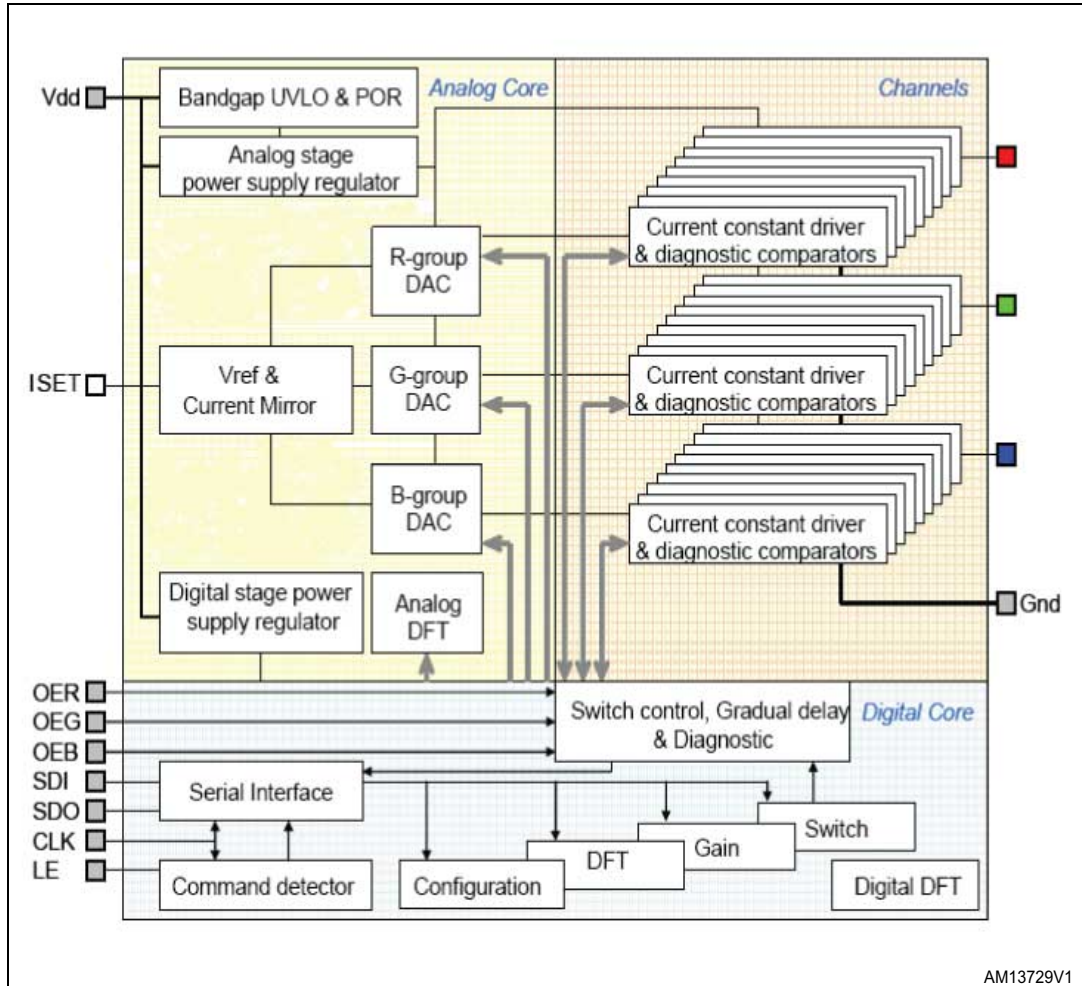 Vdd
Bandgap UVLO & POR
Analog Core
Channels
Analog stage
power supply regulator
R-group
DAC
Current constant driver
& diagnostic comparators
ISET
Vref &
Current Mirror
G-group
DAC
Current constant driver
& diagnostic comparators
B-group
DAC
Current constant driver
& diagnostic comparators
Digital stage power
supply regulator
Analog
DFT
Gnd
OER
OEG
OEB
SDI
SDO
CLK
LE
Switch control, Gradual delay
& Diagnostic
Digital Core
Serial Interface
Command detector
Configuration
DFT
Gain
Switch
Digital DFT
AM13729V1